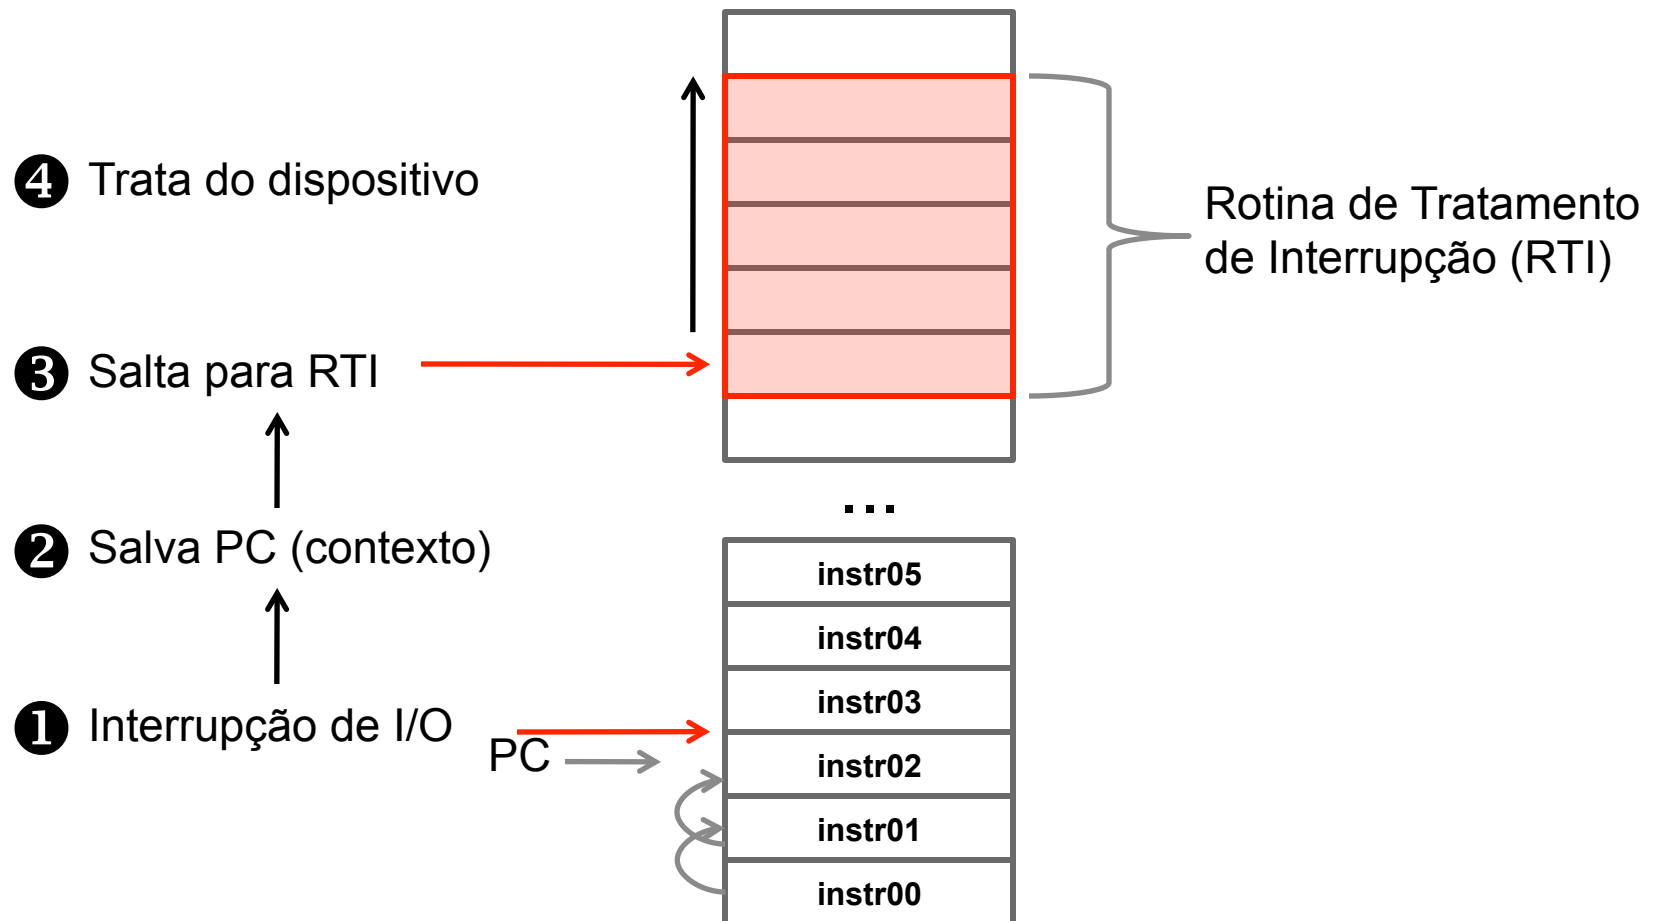 ❹ Trata do dispositivo
Rotina de Tratamento
de Interrupção (RTI)
❸ Salta para RTI
...
❷ Salva PC (contexto)
instr05
instr04
instr03
❶ Interrupção de I/O
PC
instr02
instr01
instr00